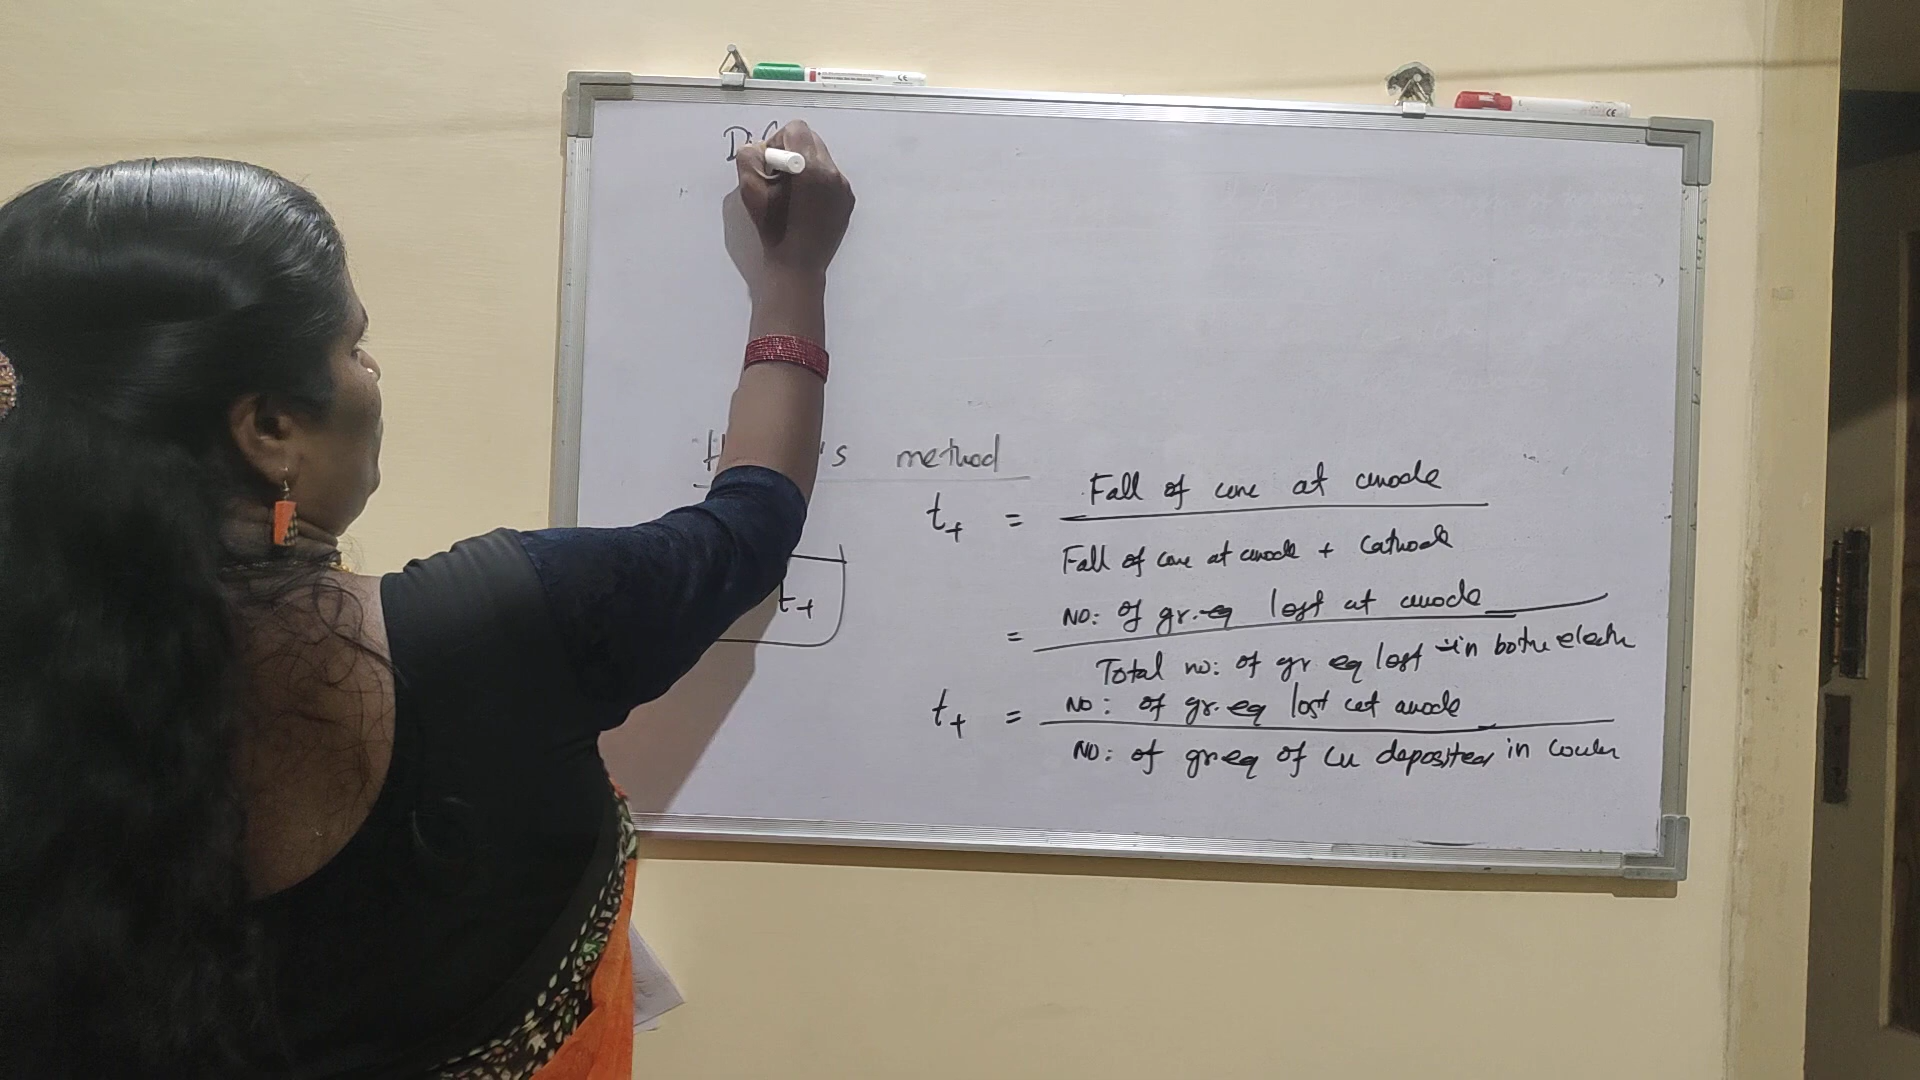 method
t+ = Fall of conc at anode
Fall of conc at anode + Cathode
= NO: of gr.eq lost at anode
Total no: of gr eq lost in both elect
t+ = NO: of gr.eq lost at anode
NO: of gr eq of Cu deposited in Coul
t+